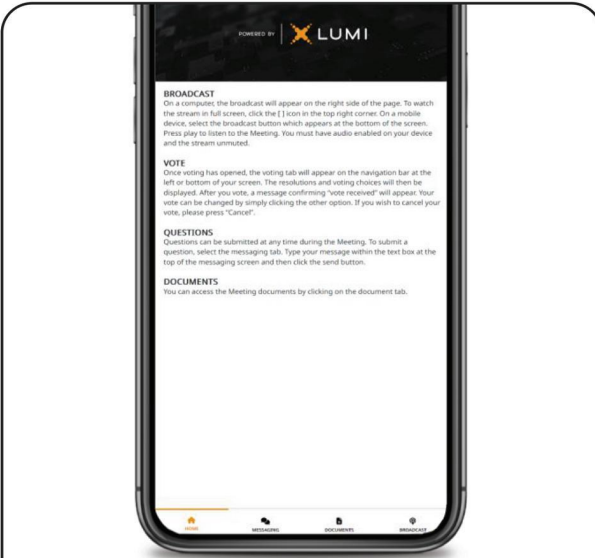 POWERED BY LUMI
BROADCAST
On a computer, the broadcast will appear on the right side of the page. To watch
the stream in full screen, click the [ ] icon in the top right corner. On a mobile
device, select the broadcast button which appears at the bottom of the screen.
Press play to listen to the Meeting. You must have audio enabled on your device
and the stream unmuted.
VOTE
Once voting has opened, the voting tab will appear on the navigation bar at the
left or bottom of your screen. The resolutions and voting choices will then be
displayed. After you vote, a message confirming "vote received" will appear. Your
vote can be changed by simply clicking the other option. If you wish to cancel your
vote, please press "Cancel".
QUESTIONS
Questions can be submitted at any time during the Meeting. To submit a
question, select the messaging tab. Type your message within the text box at the
top of the messaging screen and then click the send button.
DOCUMENTS
You can access the Meeting documents by clicking on the document tab.
HOME MESSAGING DOCUMENTS BROADCAST